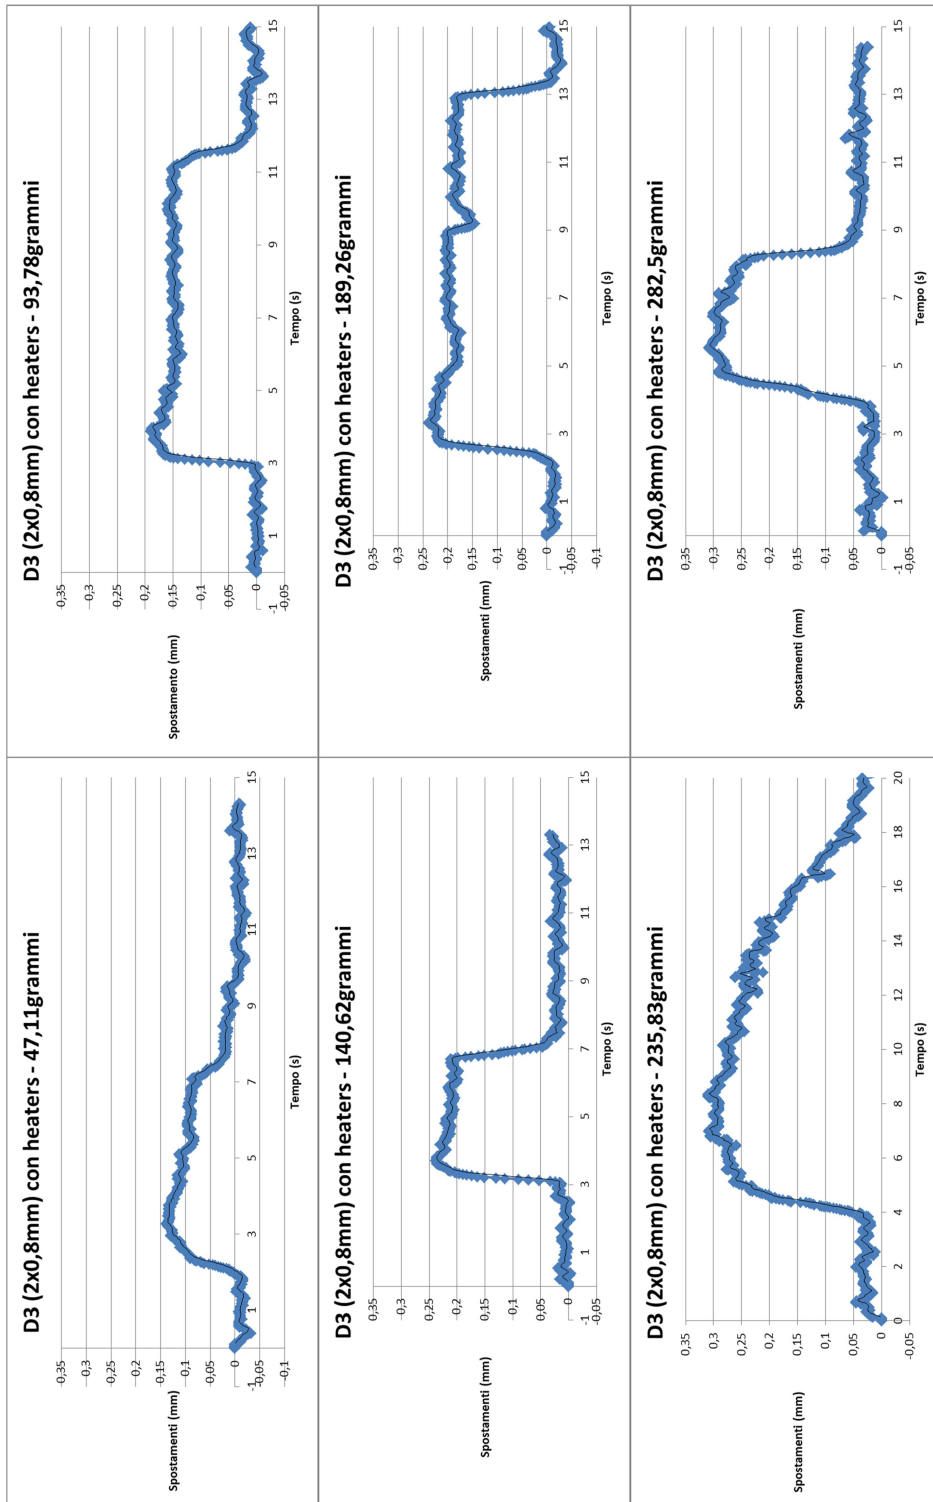 D3 (2x0,8mm) con heaters - 47,11grammi
Spostamenti (mm)
0,35
0,3
0,25
0,2
0,15
0,1
0,05
0
-0,05
-0,1
-1 1 3 5 7 9 11 13 15
Tempo (s)
D3 (2x0,8mm) con heaters - 93,78grammi
Spostamento (mm)
0,35
0,3
0,25
0,2
0,15
0,1
0,05
0
-0,05
-1 1 3 5 7 9 11 13 15
Tempo (s)
D3 (2x0,8mm) con heaters - 140,62grammi
Spostamenti (mm)
0,35
0,3
0,25
0,2
0,15
0,1
0,05
0
-0,05
-1 1 3 5 7 9 11 13 15
Tempo (s)
D3 (2x0,8mm) con heaters - 189,26grammi
Spostamenti (mm)
0,35
0,3
0,25
0,2
0,15
0,1
0,05
0
-0,05
-0,1
-1 1 3 5 7 9 11 13 15
Tempo (s)
D3 (2x0,8mm) con heaters - 235,83grammi
Spostamenti (mm)
0,35
0,3
0,25
0,2
0,15
0,1
0,05
0
-0,05
0 2 4 6 8 10 12 14 16 18 20
Tempo (s)
D3 (2x0,8mm) con heaters - 282,5grammi
Spostamenti (mm)
0,35
0,3
0,25
0,2
0,15
0,1
0,05
0
-0,05
-1 1 3 5 7 9 11 13 15
Tempo (s)